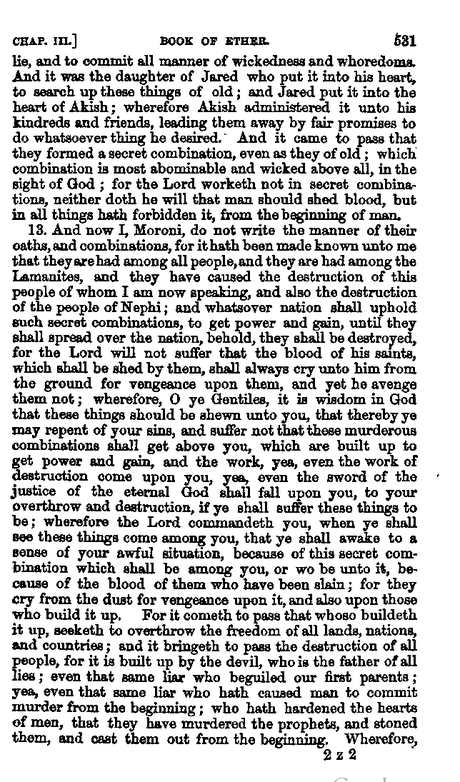 CHAP. III.] BOOK OF ETHER. 531
lie, and to commit all manner of wickedness and whoredoms.
And it was the daughter of Jared who put it into his heart,
to search up these things of old; and Jared put it into the
heart of Akish; wherefore Akish administered it unto his
kindreds and friends, leading them away by fair promises to
do whatsoever thing he desired. And it came to pass that
they formed a secret combination, even as they of old; which
combination is most abominable and wicked above all, in the
sight of God; for the Lord worketh not in secret combina-
tions, neither doth he will that man should shed blood, but
in all things hath forbidden it, from the beginning of man.
13. And now I, Moroni, do not write the manner of their
oaths, and combinations, for it hath been made known unto me
that they are had among all people, and they are had among the
Lamanites, and they have caused the destruction of this
people of whom I am now speaking, and also the destruction
of the people of Nephi; and whatsover nation shall uphold
such secret combinations, to get power and gain, until they
shall spread over the nation, behold, they shall be destroyed,
for the Lord will not suffer that the blood of his saints,
which shall be shed by them, shall always cry unto him from
the ground for vengeance upon them, and yet he avenge
them not; wherefore, O ye Gentiles, it is wisdom in God
that these things should be shewn unto you, that thereby ye
may repent of your sins, and suffer not that these murderous
combinations shall get above you, which are built up to
get power and gain, and the work, yea, even the work of
destruction come upon you, yea, even the sword of the
justice of the eternal God shall fall upon you, to your
overthrow and destruction, if ye shall suffer these things to
be; wherefore the Lord commandeth you, when ye shall
see these things come among you, that ye shall awake to a
sense of your awful situation, because of this secret com-
bination which shall be among you, or wo be unto it, be-
cause of the blood of them who have been slain; for they
cry from the dust for vengeance upon it, and also upon those
who build it up. For it cometh to pass that whoso buildeth
it up, seeketh to overthrow the freedom of all lands, nations,
and countries; and it bringeth to pass the destruction of all
people, for it is built up by the devil, who is the father of all
lies; even that same liar who beguiled our first parents;
yea, even that same liar who hath caused man to commit
murder from the beginning; who hath hardened the hearts
of men, that they have murdered the prophets, and stoned
them, and cast them out from the beginning. Wherefore,
2 z 2